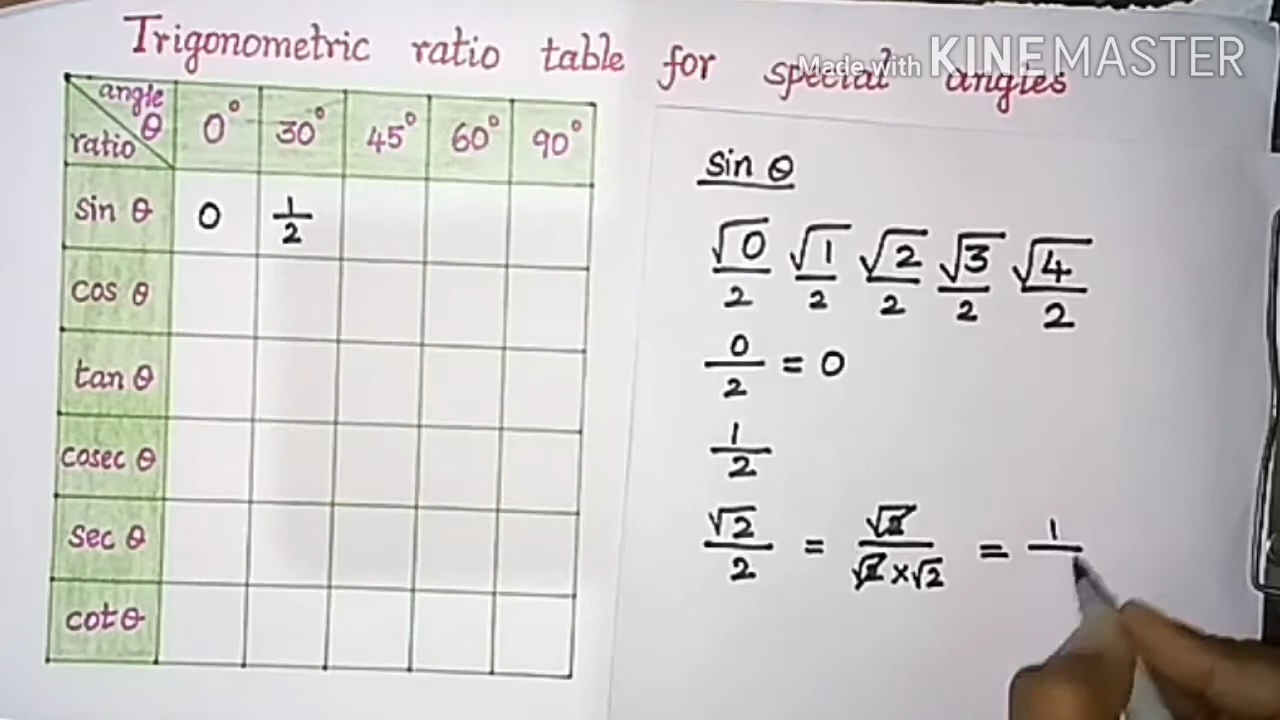 Trigonometric ratio table for special angles
Made with KINEMASTER
angle θ ratio 0° 30° 45° 60° 90°
sin θ 0 1/2
cos θ
tan θ
cosec θ
sec θ
cot θ
sin θ
√0/2 √1/2 √2/2 √3/2 √4/2
0/2 = 0
1/2
√2/2 = √2/√2×√2 = 1